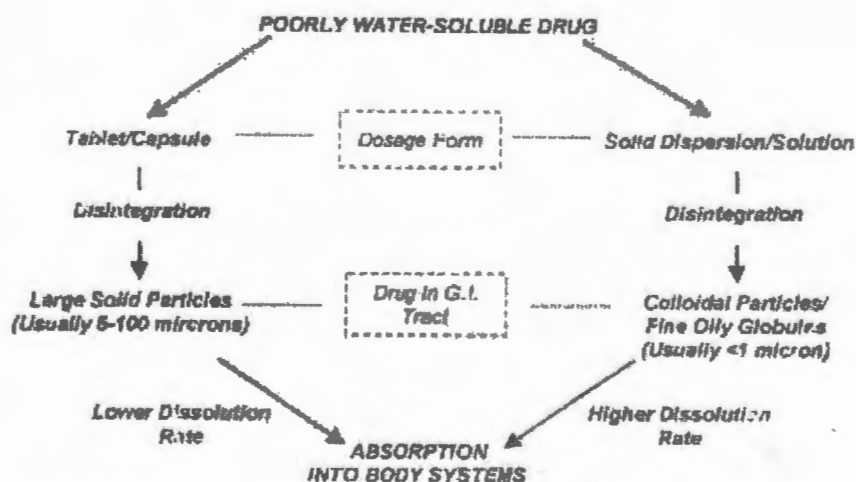 POORLY WATER-SOLUBLE DRUG
Tablet/Capsule
Dosage Form
Solid Dispersion/Solution
Disintegration
Disintegration
Large Solid Particles
(Usually 5-100 mircrons)
Drug in G.I.
Tract
Colloidal Particles/
Fine Oily Globules
(Usually <1 micron)
Lower Dissolution
Rate
Higher Dissolution
Rate
ABSORPTION
INTO BODY SYSTEMS